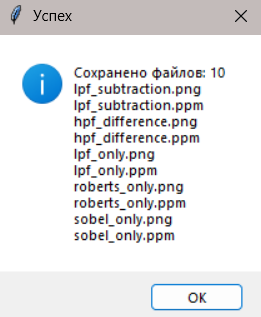 Успех
Сохранено файлов: 10
lpf_subtraction.png
lpf_subtraction.ppm
hpf_difference.png
hpf_difference.ppm
lpf_only.png
lpf_only.ppm
roberts_only.png
roberts_only.ppm
sobel_only.png
sobel_only.ppm
OK